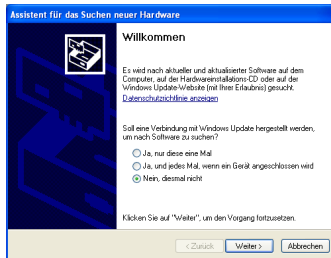 Assistent für das Suchen neuer Hardware
Willkommen
Es wird nach aktueller und aktualisierter Software auf dem
Computer, auf der Hardwareinstallations-CD oder auf der
Windows Update-Website (mit Ihrer Erlaubnis) gesucht.
Datenschutzrichtlinie anzeigen
Soll eine Verbindung mit Windows Update hergestellt werden,
um nach Software zu suchen?
Ja, nur diese eine Mal
Ja, und jedes Mal, wenn ein Gerät angeschlossen wird
Nein, diesmal nicht
Klicken Sie auf "Weiter", um den Vorgang fortzusetzen.
< Zurück Weiter > Abbrechen